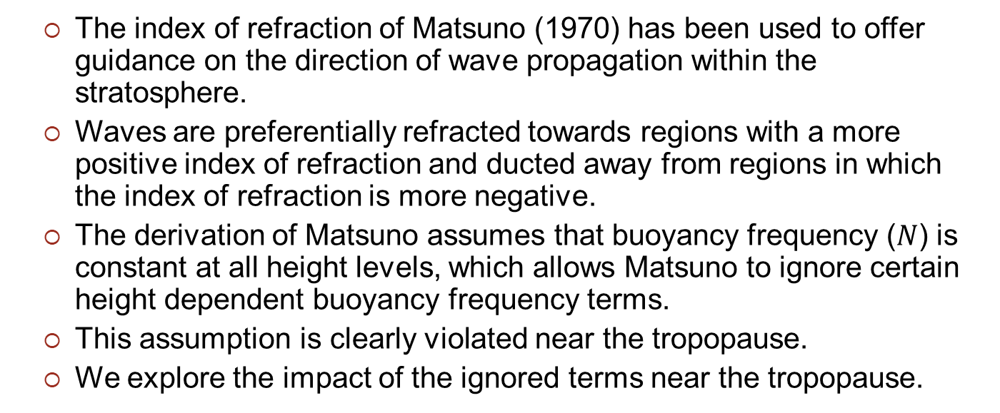 The index of refraction of Matsuno (1970) has been used to offer
guidance on the direction of wave propagation within the
stratosphere.
Waves are preferentially refracted towards regions with a more
positive index of refraction and ducted away from regions in which
the index of refraction is more negative.
The derivation of Matsuno assumes that buoyancy frequency (N) is
constant at all height levels, which allows Matsuno to ignore certain
height dependent buoyancy frequency terms.
This assumption is clearly violated near the tropopause.
We explore the impact of the ignored terms near the tropopause.